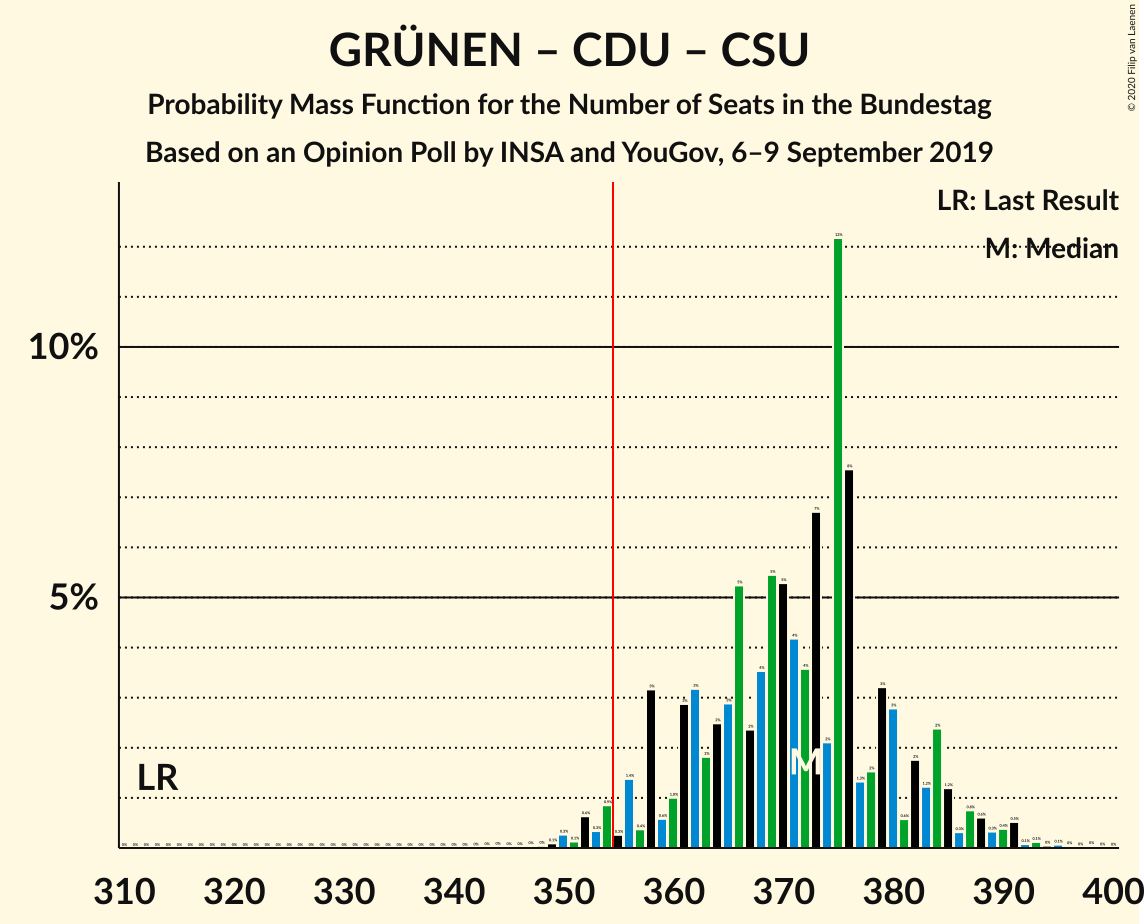 GRÜNEN – CDU – CSU
Probability Mass Function for the Number of Seats in the Bundestag
Based on an Opinion Poll by INSA and YouGov, 6–9 September 2019
© 2020 Filip van Laenen
LR: Last Result
M: Median
10%
5%
LR
M
310 320 330 340 350 360 370 380 390 400